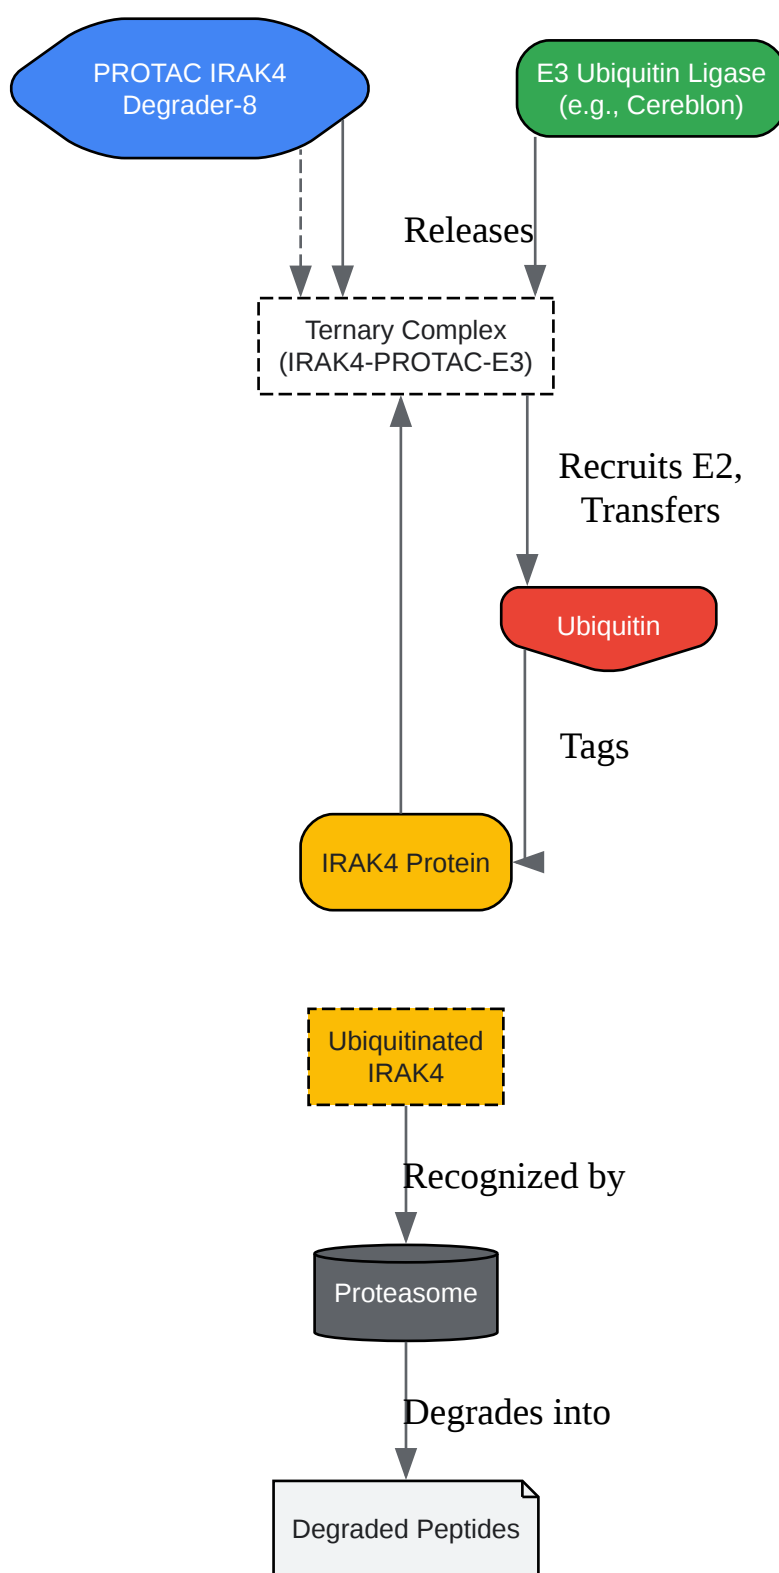 PROTAC IRAK4
Degrader-8
E3 Ubiquitin Ligase
(e.g., Cereblon)
Releases
Ternary Complex
(IRAK4-PROTAC-E3)
Recruits E2,
Transfers
Ubiquitin
Tags
IRAK4 Protein
Ubiquitinated
IRAK4
Recognized by
Proteasome
Degrades into
Degraded Peptides